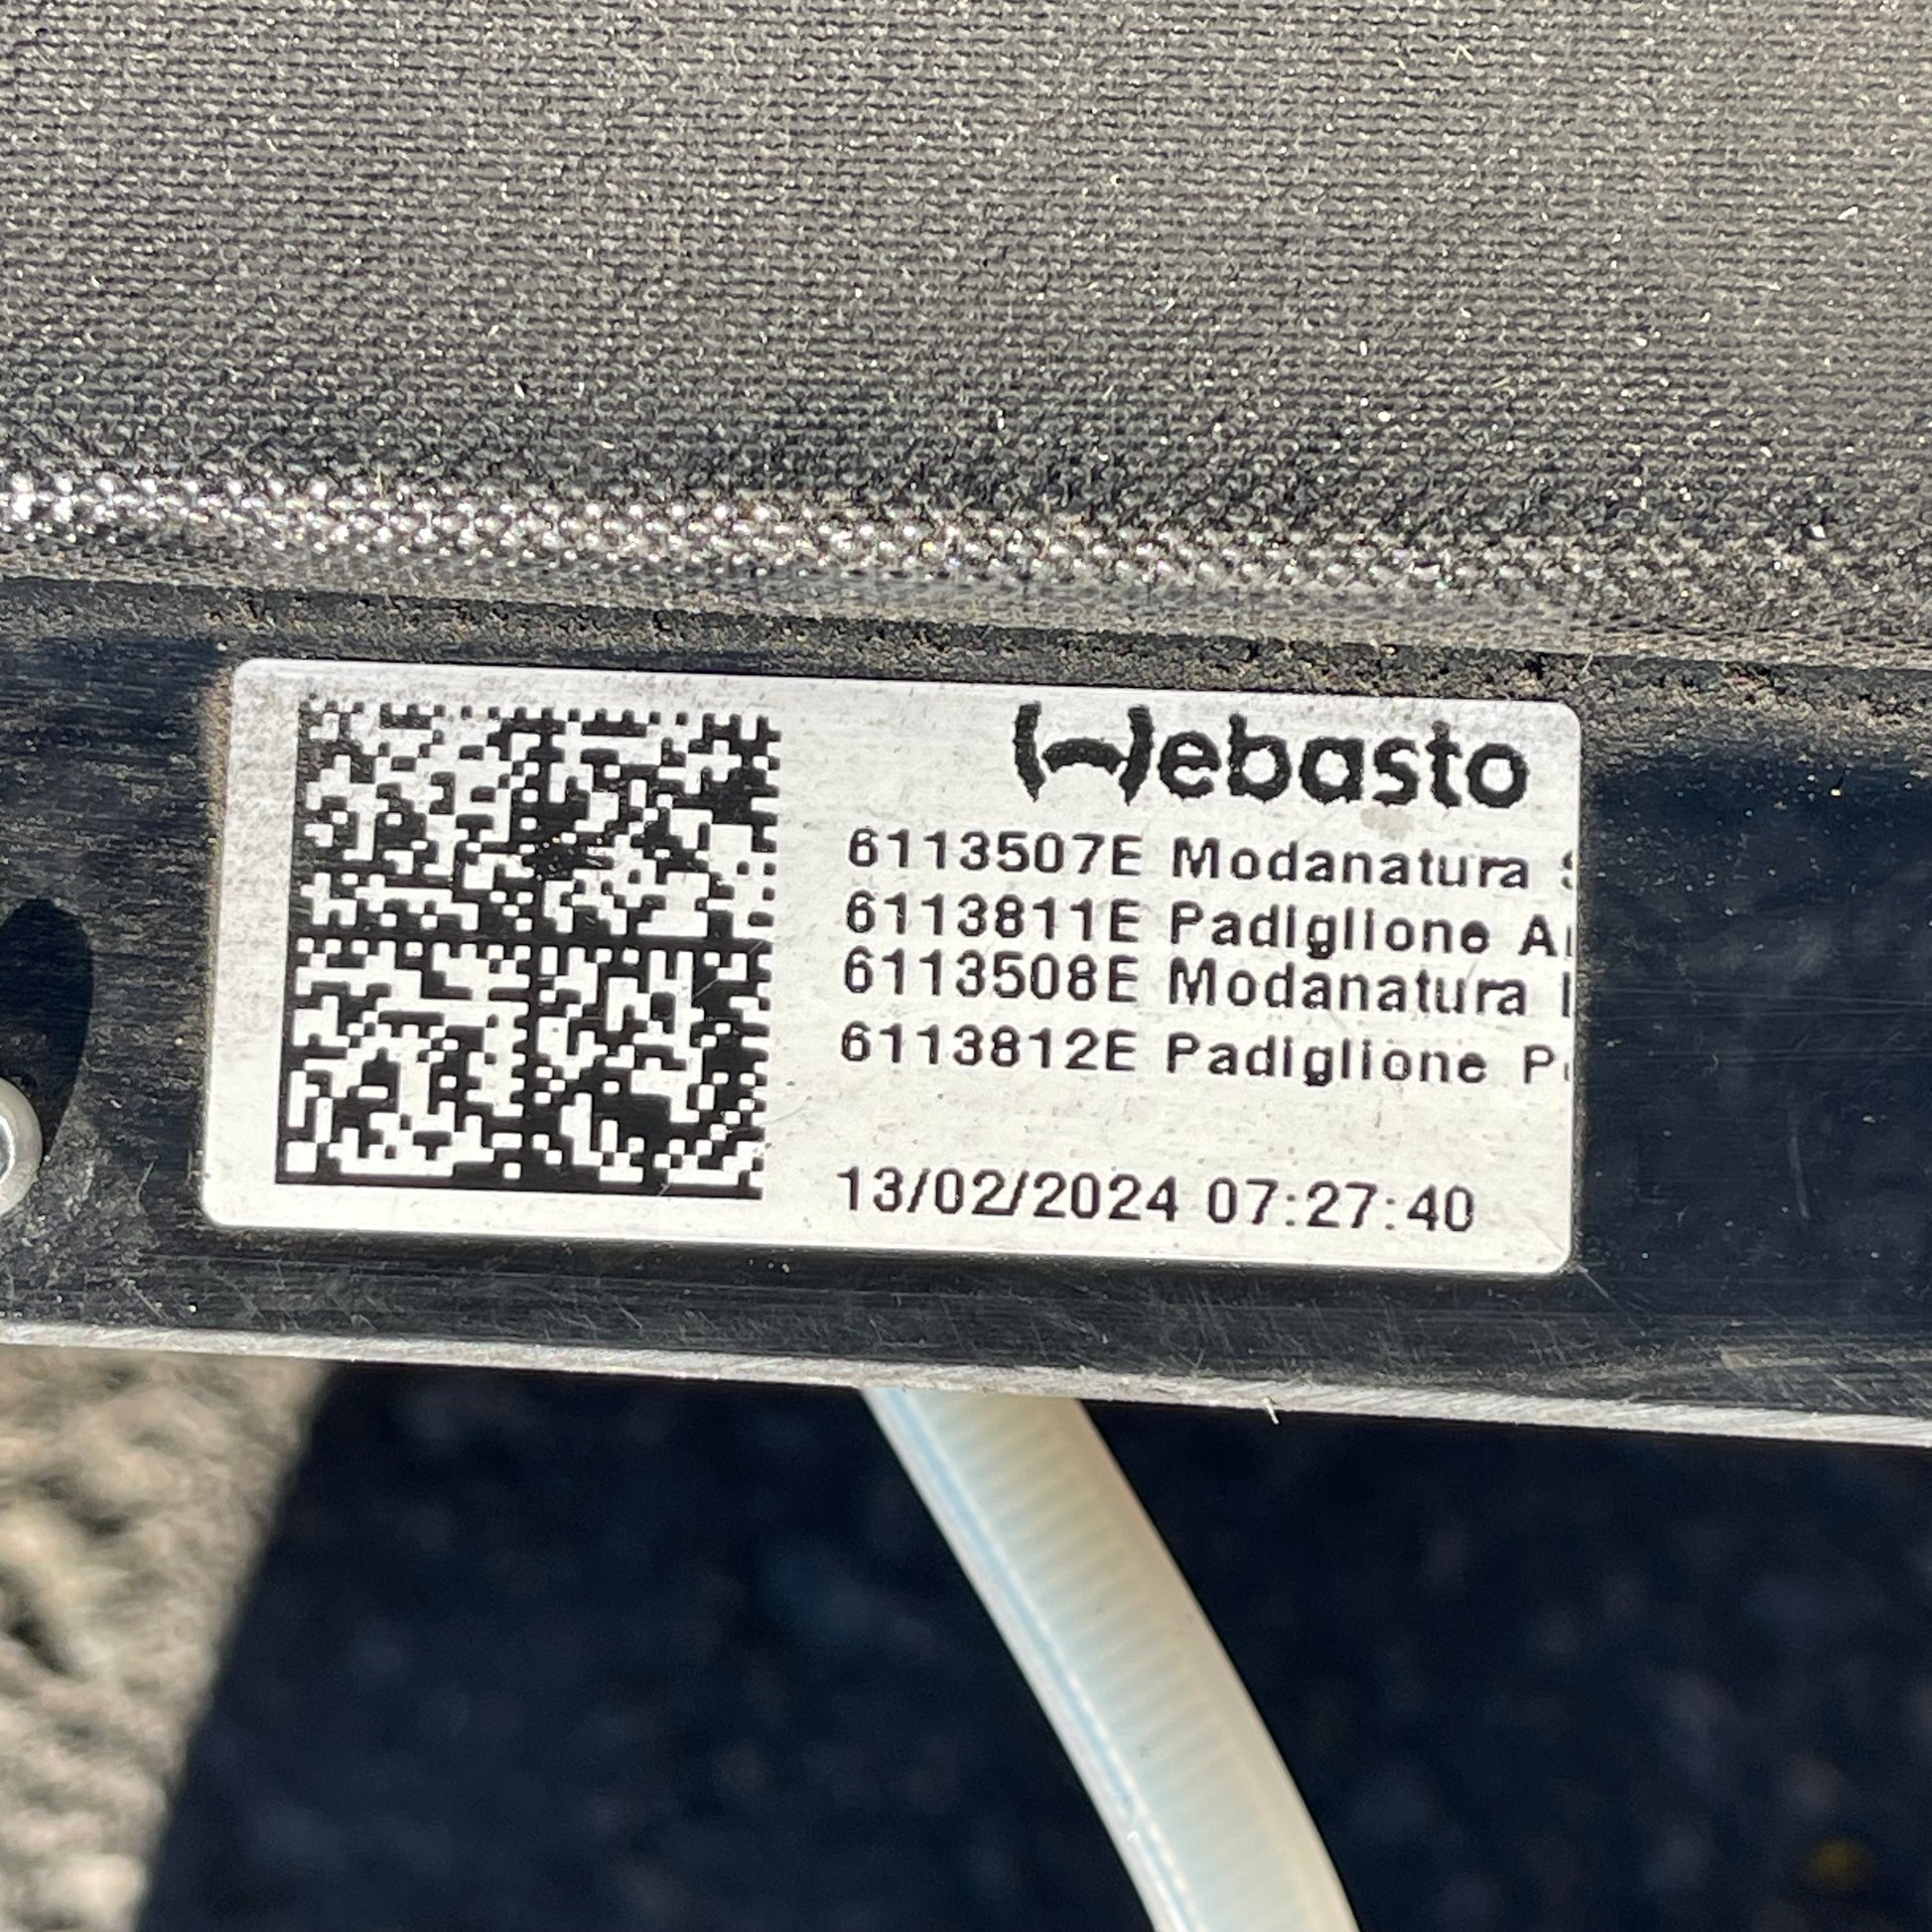 Webasto
6113507E Modanatura
6113811E Padiglione
6113508E Modanatura
6113812E Padiglione
13/02/2024 07:27:40